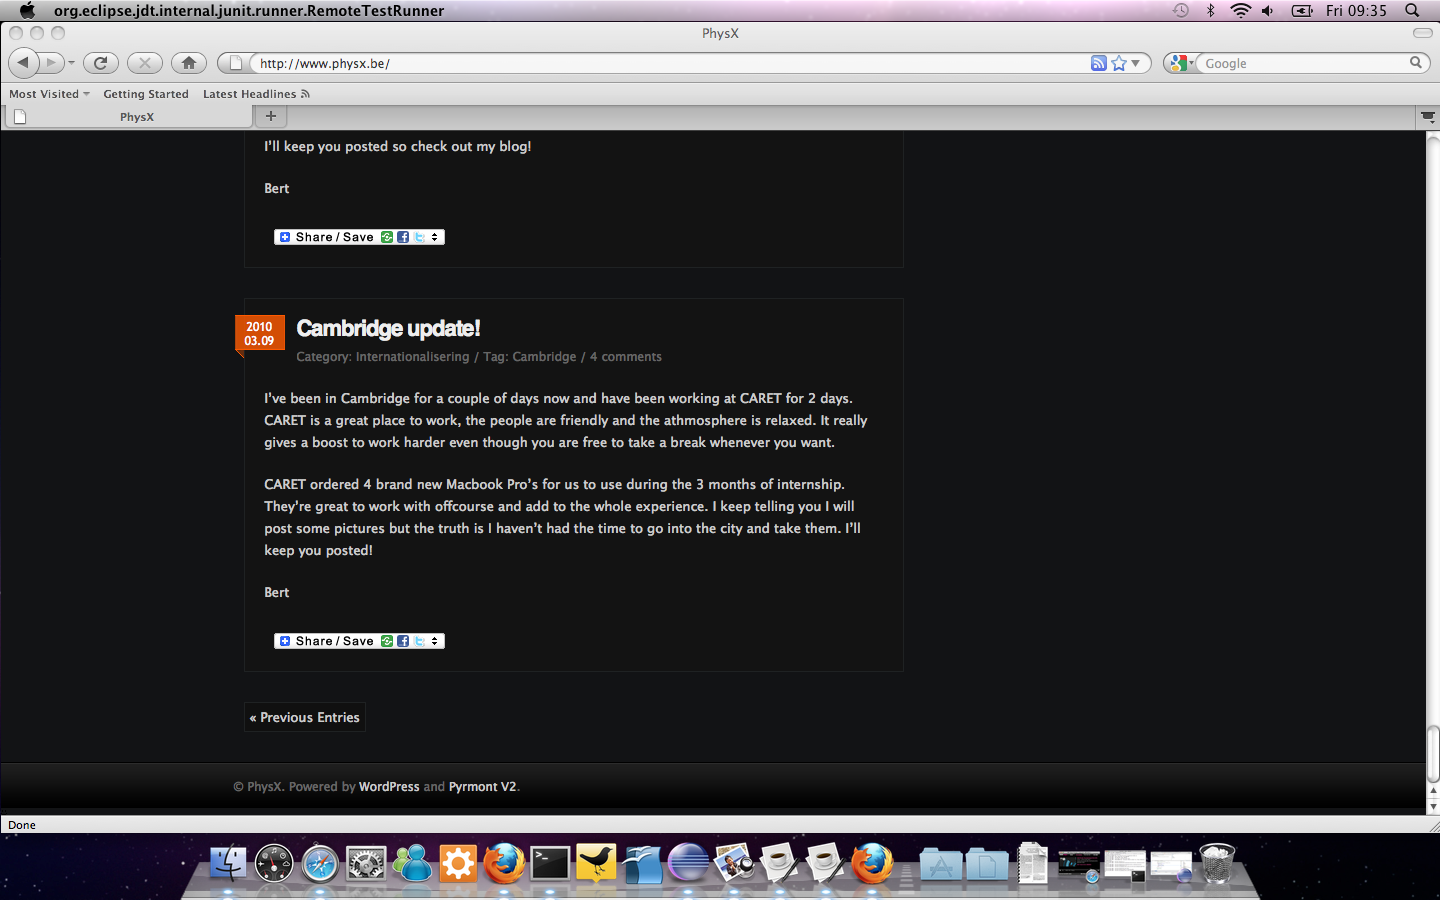 org.eclipse.jdt.internal.junit.runner.RemoteTestRunner
Fri 09:35
PhysX
http://www.physx.be/
Google
Most Visited
Getting Started
Latest Headlines
PhysX
I'll keep you posted so check out my blog!
Bert
Share / Save
2010
03.09
Cambridge update!
Category: Internationalisering / Tag: Cambridge / 4 comments
I've been in Cambridge for a couple of days now and have been working at CARET for 2 days.
CARET is a great place to work, the people are friendly and the athmosphere is relaxed. It really
gives a boost to work harder even though you are free to take a break whenever you want.
CARET ordered 4 brand new Macbook Pro's for us to use during the 3 months of internship.
They're great to work with offcourse and add to the whole experience. I keep telling you I will
post some pictures but the truth is I haven't had the time to go into the city and take them. I'll
keep you posted!
Bert
Share / Save
« Previous Entries
© PhysX. Powered by WordPress and Pyrmont V2.
Done